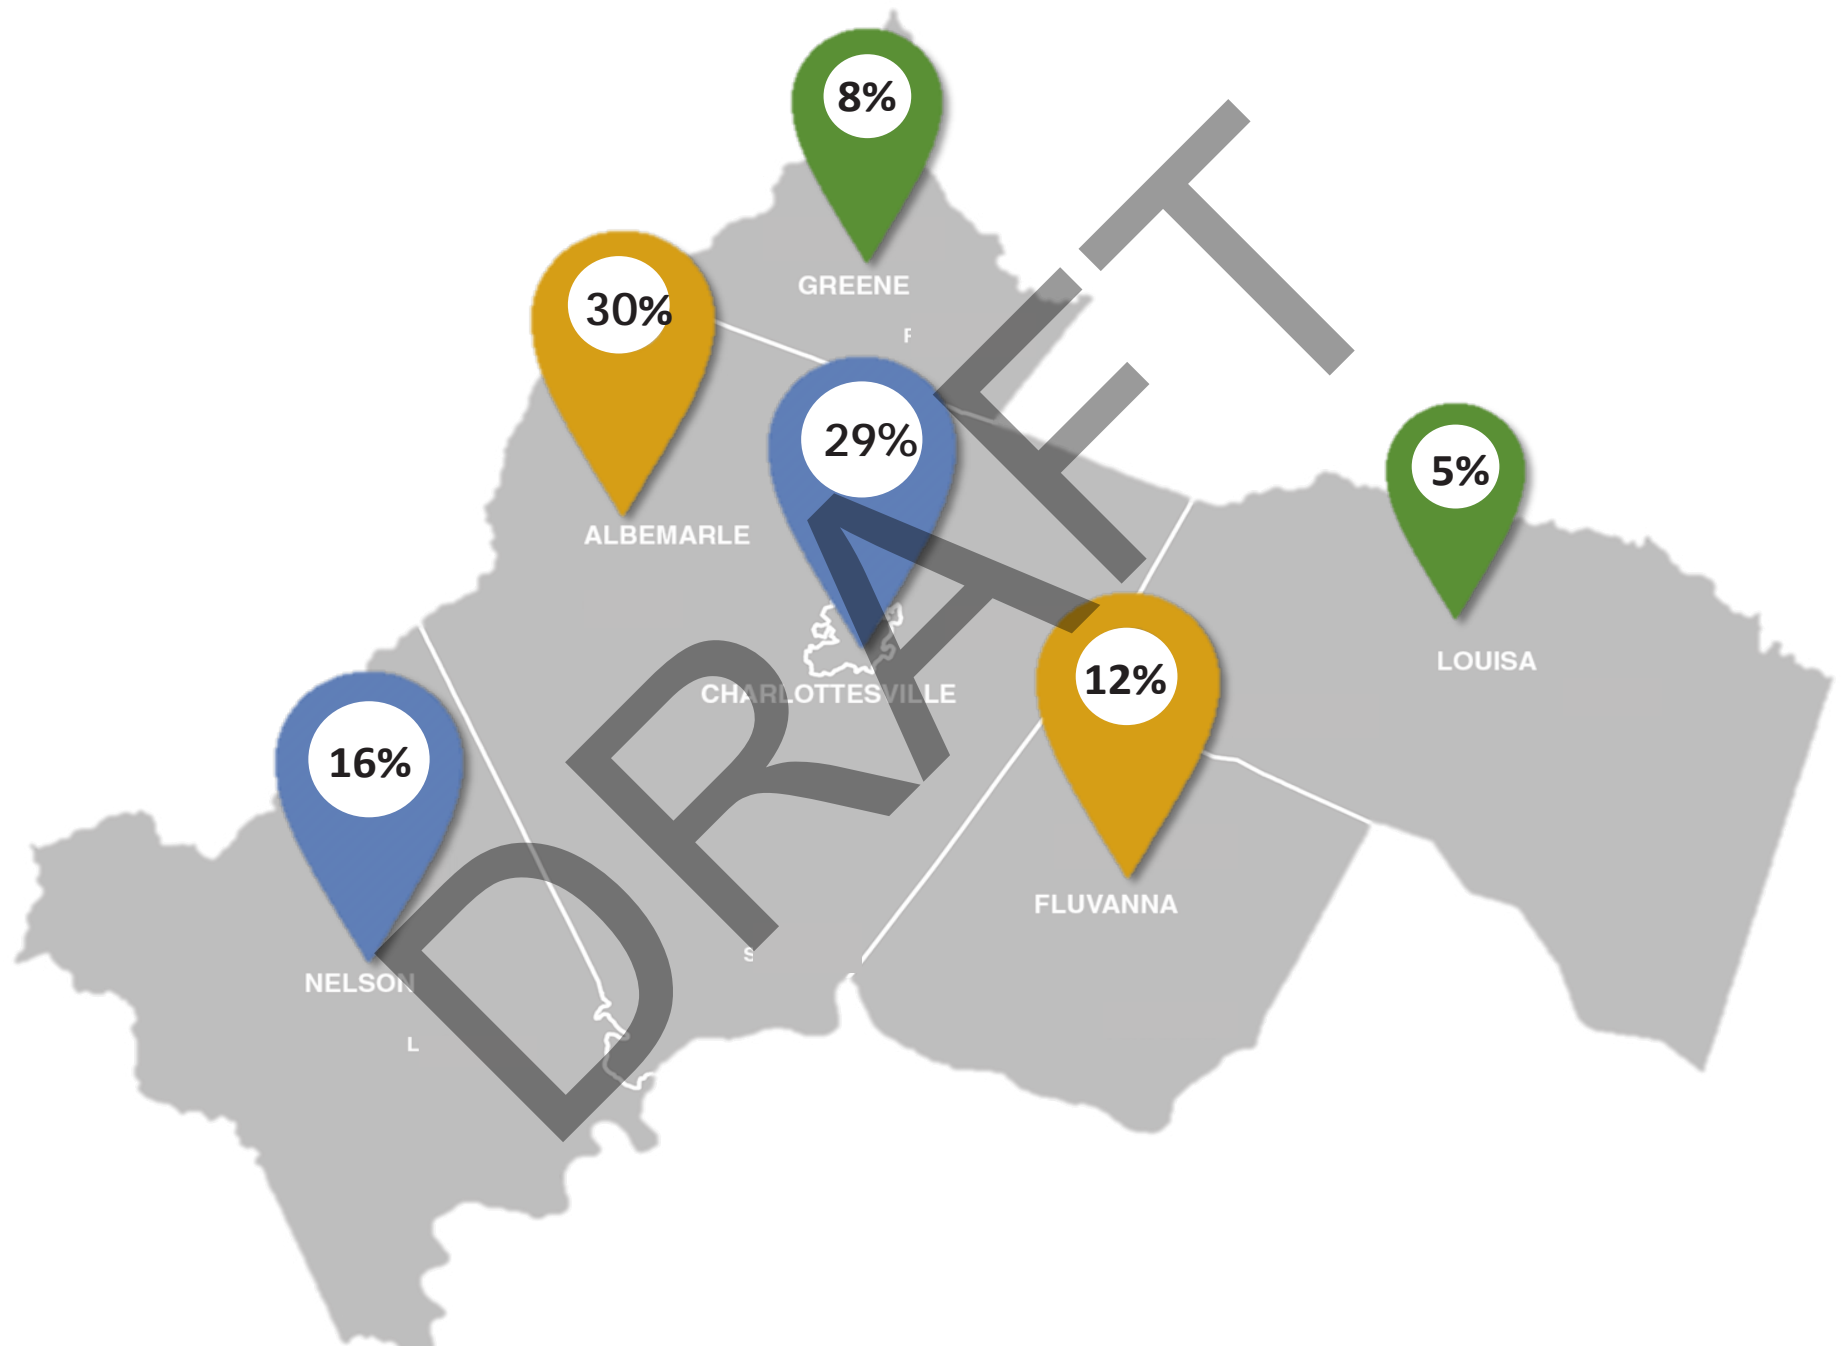 8%
GREENE
F
30%
29%
ALBEMARLE
5%
LOUISA
CHARLOTTESVILLE
12%
16%
FLUVANNA
S
NELSON
L
DRAFT